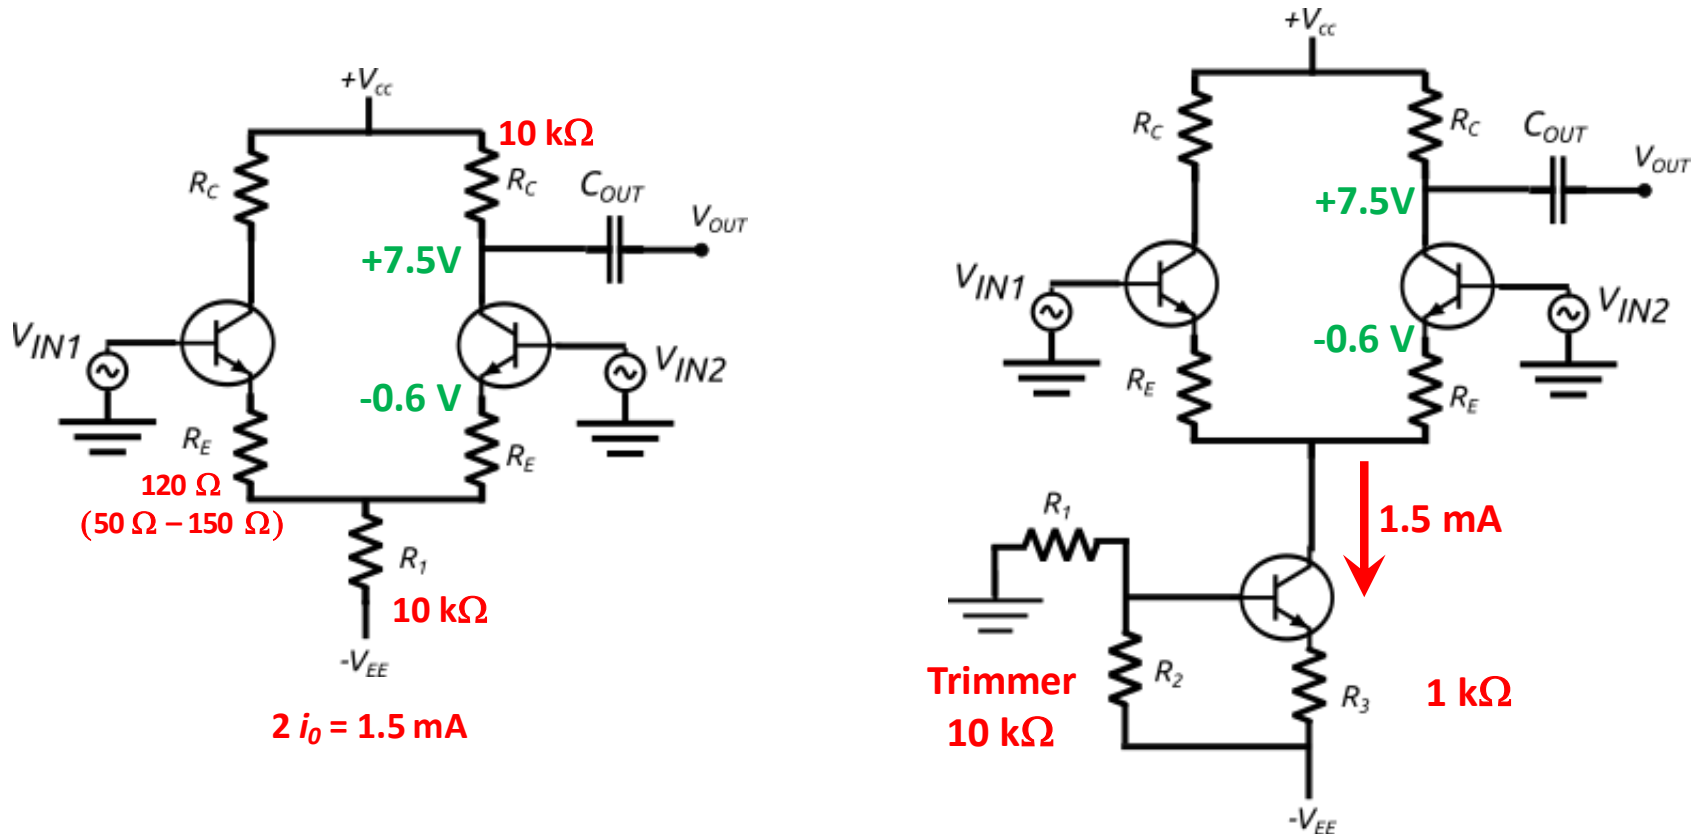 +Vcc
10 kΩ
RC
RC
COUT
VOUT
+7.5V
VIN1
VIN2
-0.6 V
RE
RE
120 Ω
(50 Ω – 150 Ω)
R1
10 kΩ
-VEE
2 i0 = 1.5 mA
+Vcc
RC
RC
COUT
VOUT
+7.5V
VIN1
VIN2
-0.6 V
RE
RE
R1
1.5 mA
Trimmer
10 kΩ
R2
R3
1 kΩ
-VEE